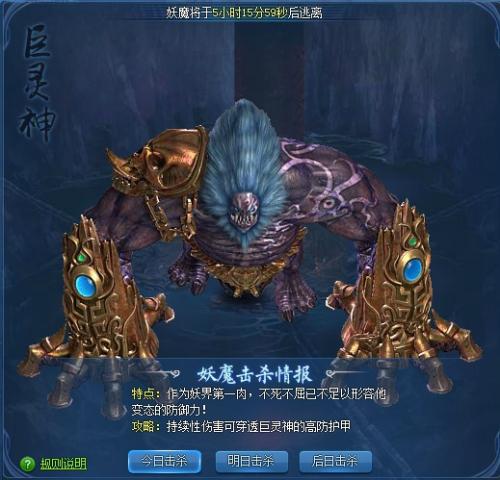 妖魔将于5小时15分59秒后逃离
巨灵神
妖魔击杀情报
特点：作为妖界第一肉，不死不屈已不足以形容他
变态的防御力！
攻略：持续性伤害可穿透巨灵神的高防护甲
? 规则说明
今日击杀
明日击杀
后日击杀